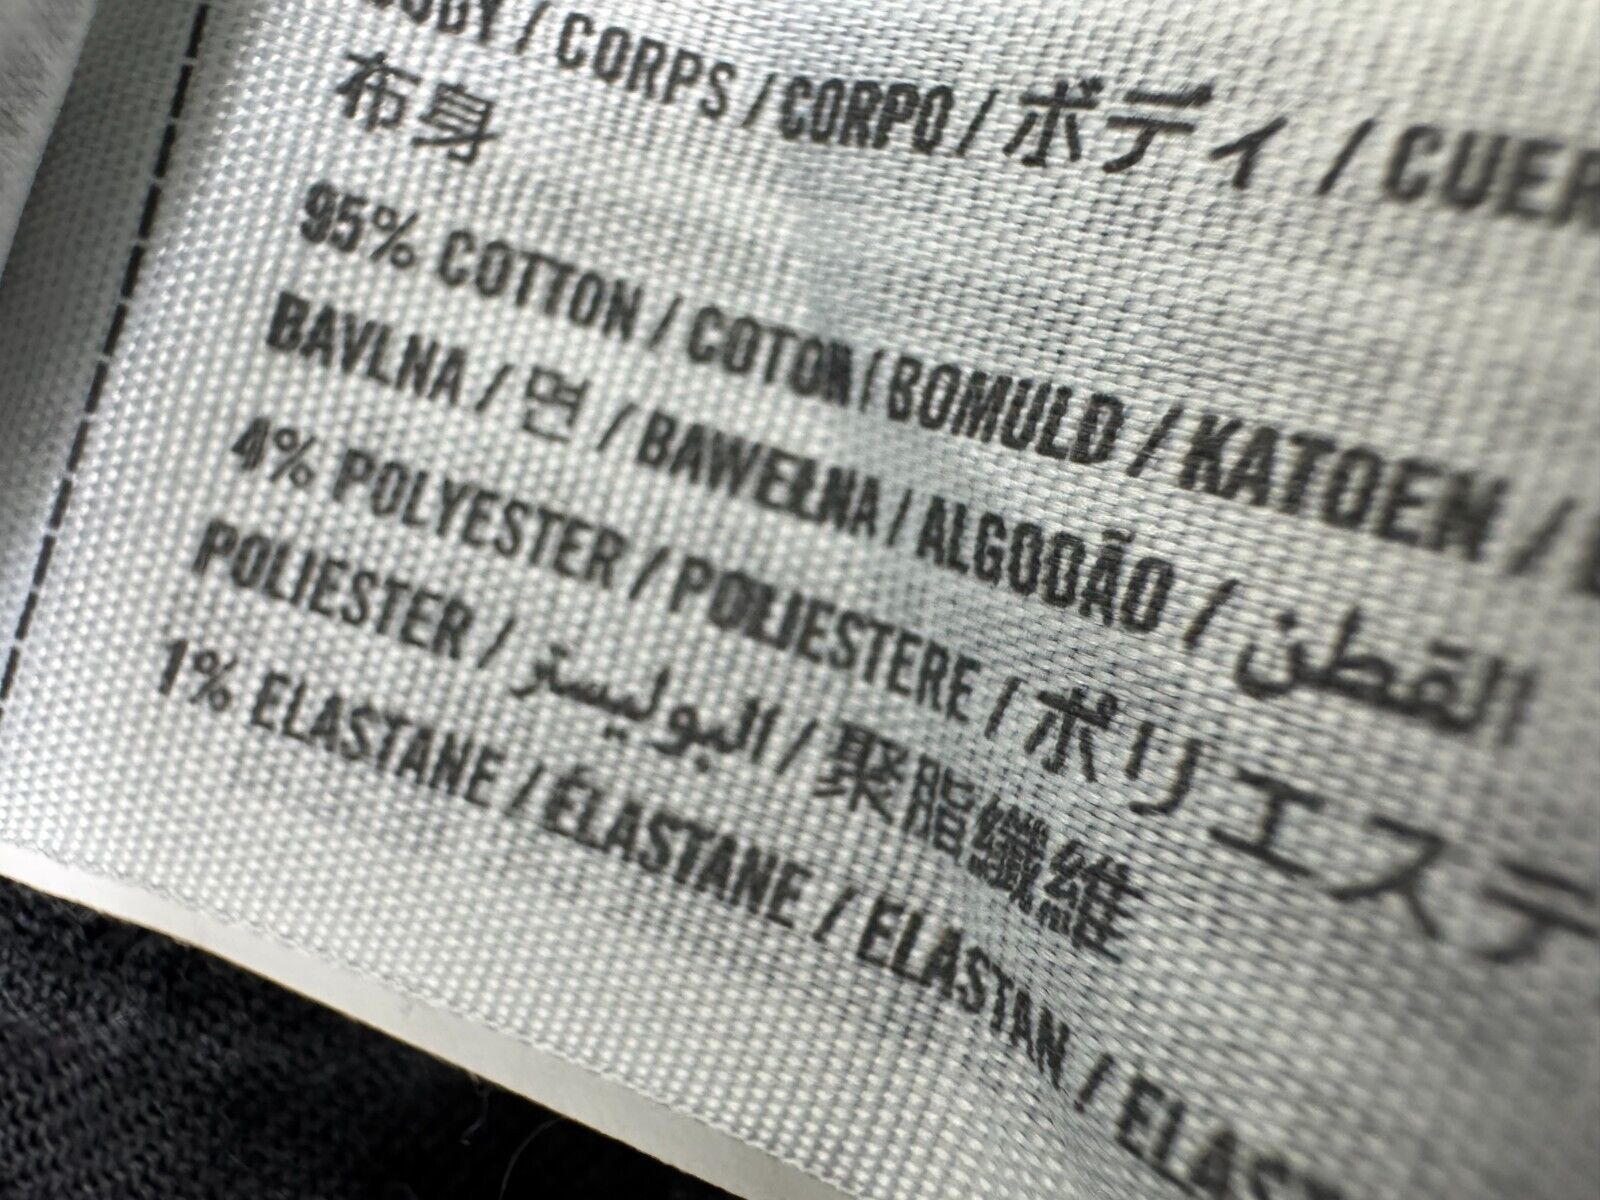 BODY / CORPS / CORPO / ボディ / CUER
布身
95% COTTON / COTON / BOMULD / KATOEN /
BAVLNA / 면 / BAWEŁNA / ALGODÃO / القطن
4% POLYESTER / POLIESTERE / ポリエステ
POLIESTER / البوليستر / 聚脂纖維
1% ELASTANE / ÉLASTANE / ELASTAN / ELAS